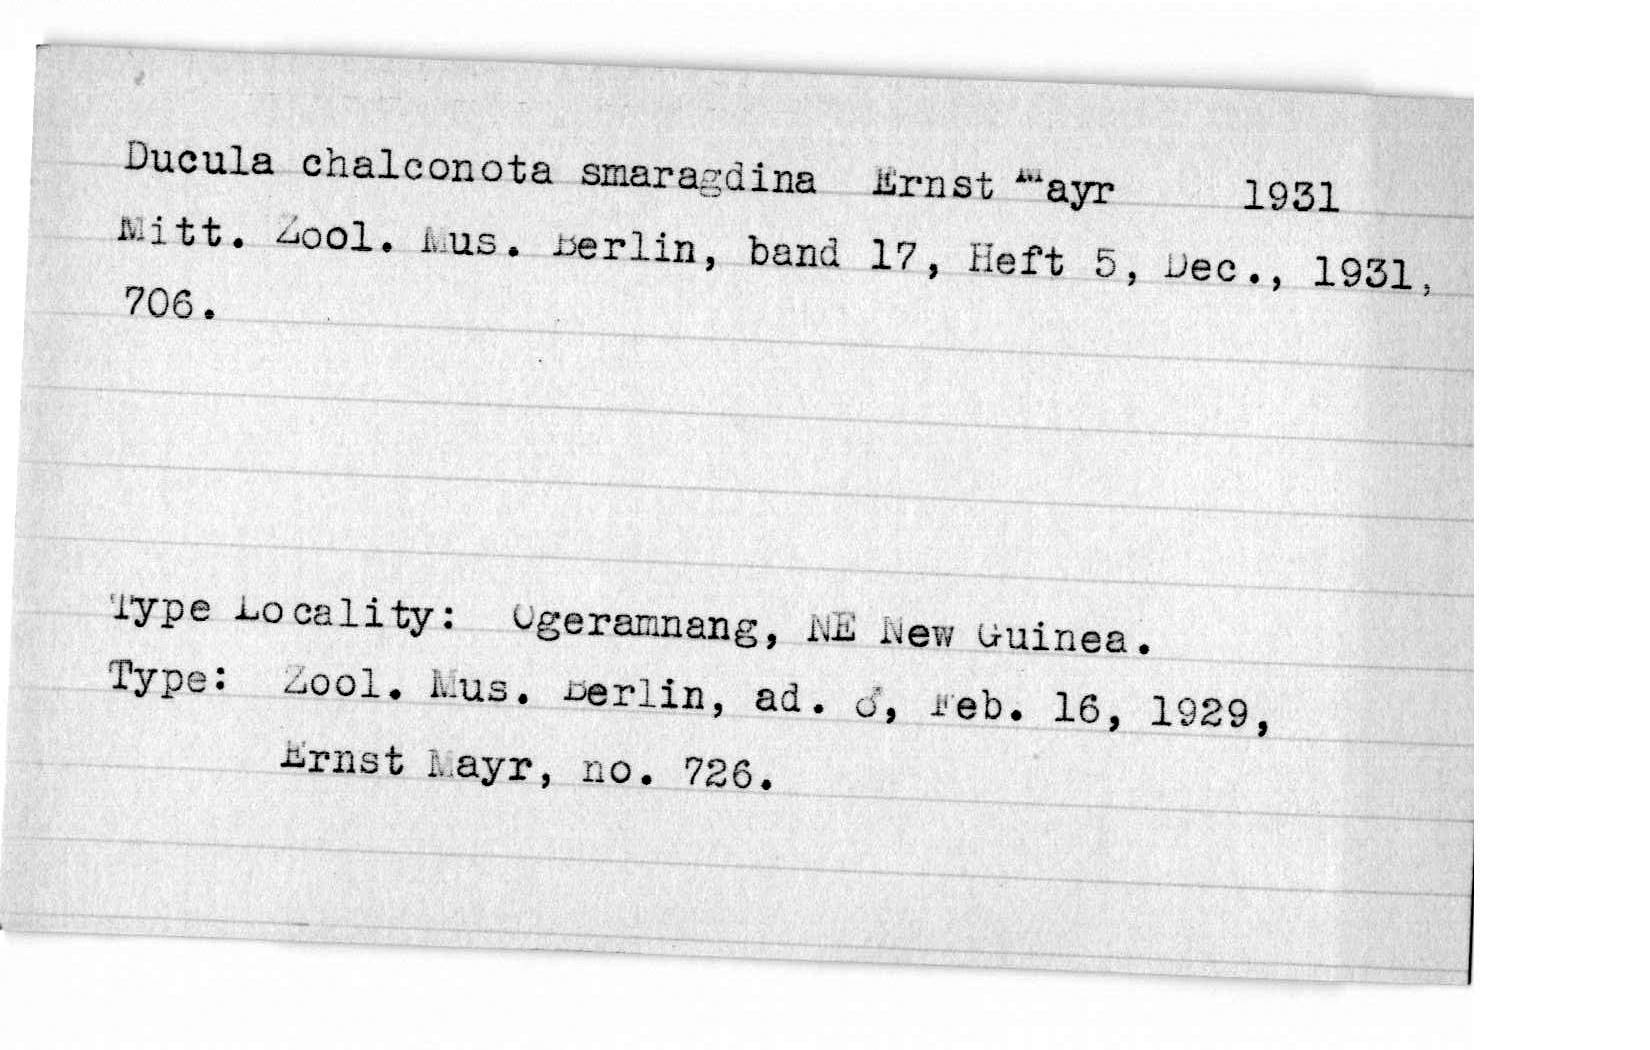 Ducula chalconota smaragdina Ernst Mayr 1931
Mitt. Zool. Mus. Berlin, band 17, Heft 5, Dec., 1931,
706.
Type Locality: Ogeramnang, NE New Guinea.
Type: Zool. Mus. Berlin, ad. ♂, Feb. 16, 1929,
Ernst Mayr, no. 726.